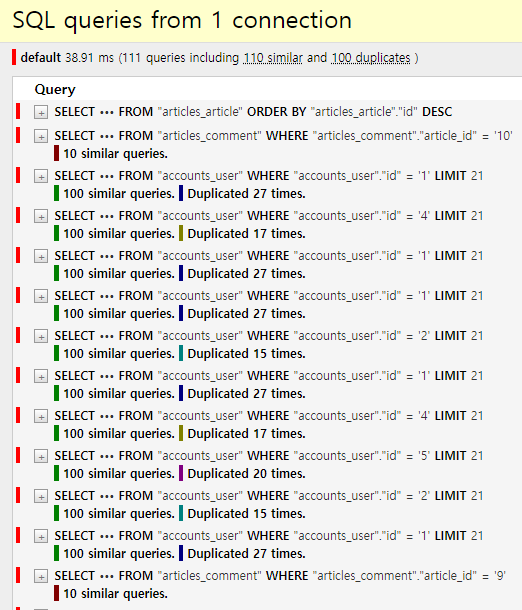 SQL queries from 1 connection
default 38.91 ms (111 queries including 110 similar and 100 duplicates )
Query
+ SELECT ••• FROM "articles_article" ORDER BY "articles_article"."id" DESC
+ SELECT ••• FROM "articles_comment" WHERE "articles_comment"."article_id" = '10'
10 similar queries.
+ SELECT ••• FROM "accounts_user" WHERE "accounts_user"."id" = '1' LIMIT 21
100 similar queries. Duplicated 27 times.
+ SELECT ••• FROM "accounts_user" WHERE "accounts_user"."id" = '4' LIMIT 21
100 similar queries. Duplicated 17 times.
+ SELECT ••• FROM "accounts_user" WHERE "accounts_user"."id" = '1' LIMIT 21
100 similar queries. Duplicated 27 times.
+ SELECT ••• FROM "accounts_user" WHERE "accounts_user"."id" = '1' LIMIT 21
100 similar queries. Duplicated 27 times.
+ SELECT ••• FROM "accounts_user" WHERE "accounts_user"."id" = '2' LIMIT 21
100 similar queries. Duplicated 15 times.
+ SELECT ••• FROM "accounts_user" WHERE "accounts_user"."id" = '1' LIMIT 21
100 similar queries. Duplicated 27 times.
+ SELECT ••• FROM "accounts_user" WHERE "accounts_user"."id" = '4' LIMIT 21
100 similar queries. Duplicated 17 times.
+ SELECT ••• FROM "accounts_user" WHERE "accounts_user"."id" = '5' LIMIT 21
100 similar queries. Duplicated 20 times.
+ SELECT ••• FROM "accounts_user" WHERE "accounts_user"."id" = '2' LIMIT 21
100 similar queries. Duplicated 15 times.
+ SELECT ••• FROM "accounts_user" WHERE "accounts_user"."id" = '1' LIMIT 21
100 similar queries. Duplicated 27 times.
+ SELECT ••• FROM "articles_comment" WHERE "articles_comment"."article_id" = '9'
10 similar queries.